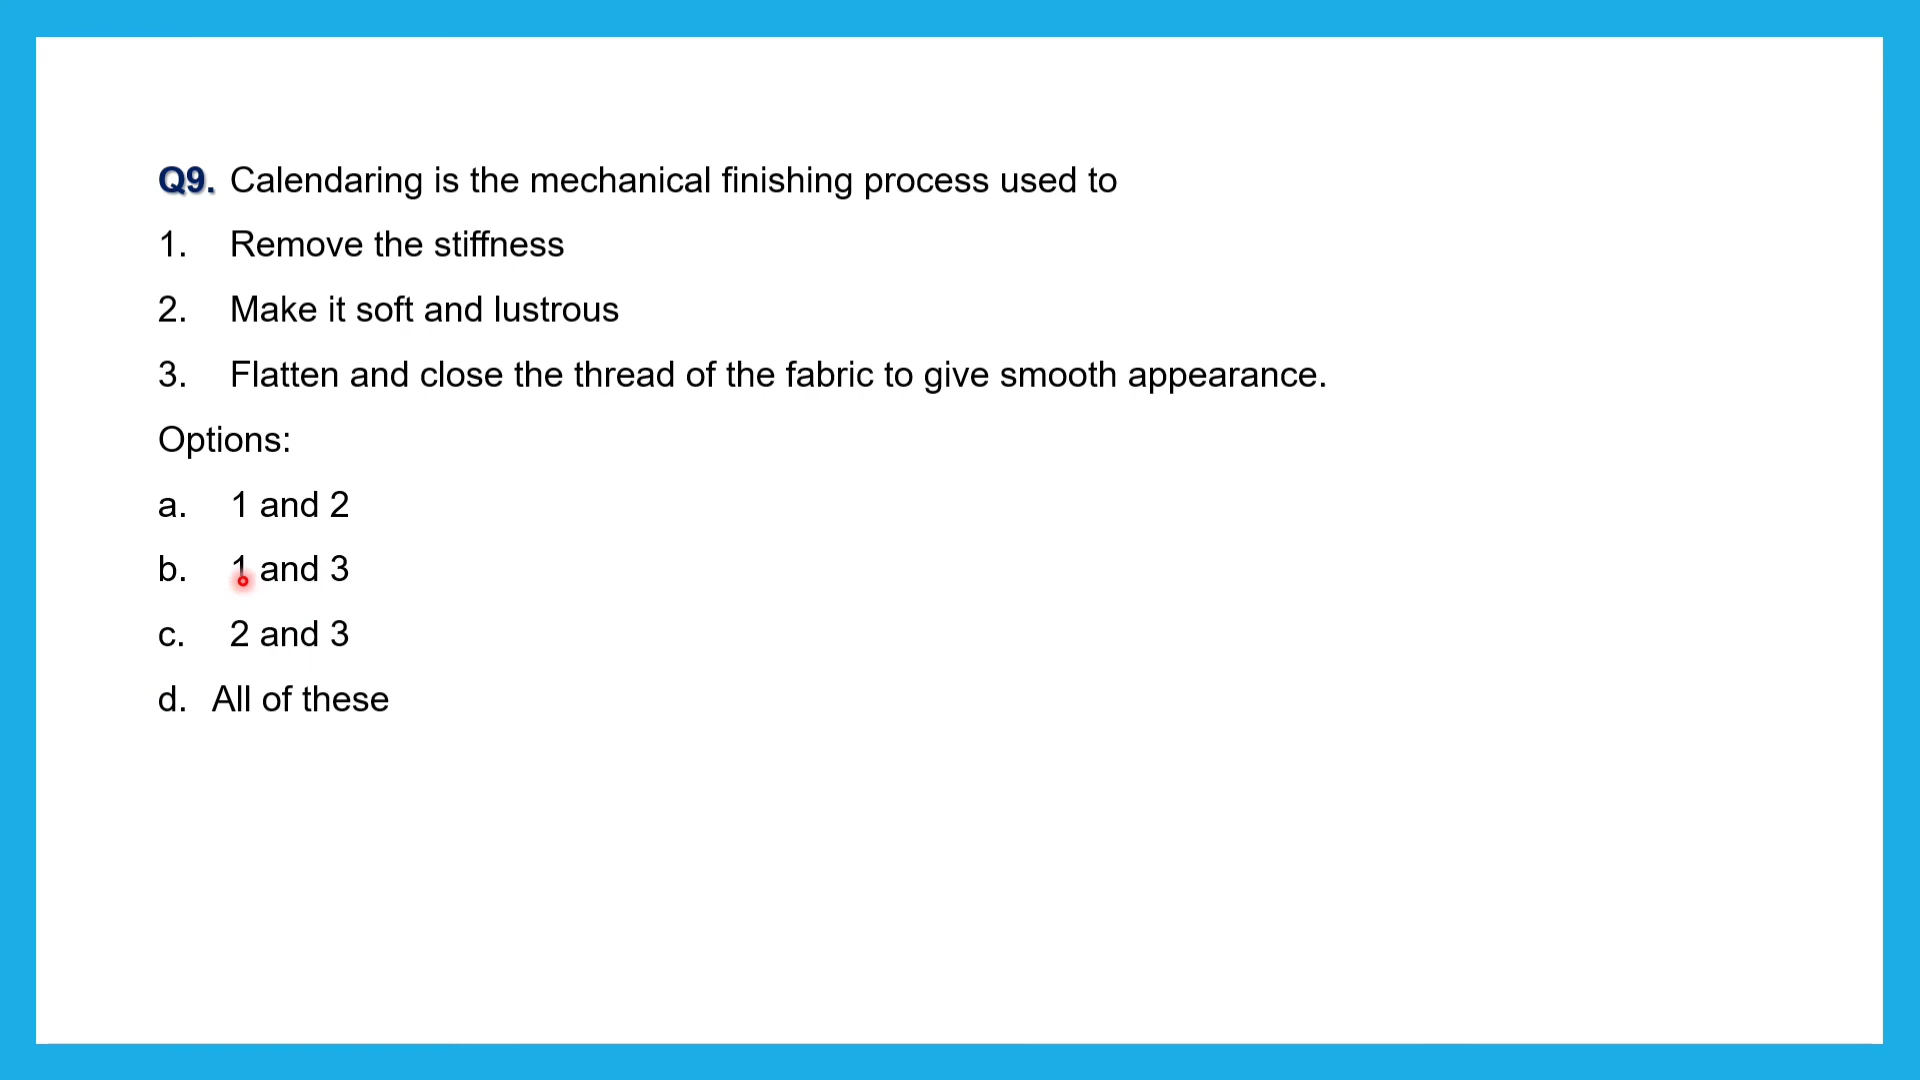 Q9. Calendaring is the mechanical finishing process used to
1. Remove the stiffness
2. Make it soft and lustrous
3. Flatten and close the thread of the fabric to give smooth appearance.
Options:
a. 1 and 2
b. 1 and 3
c. 2 and 3
d. All of these